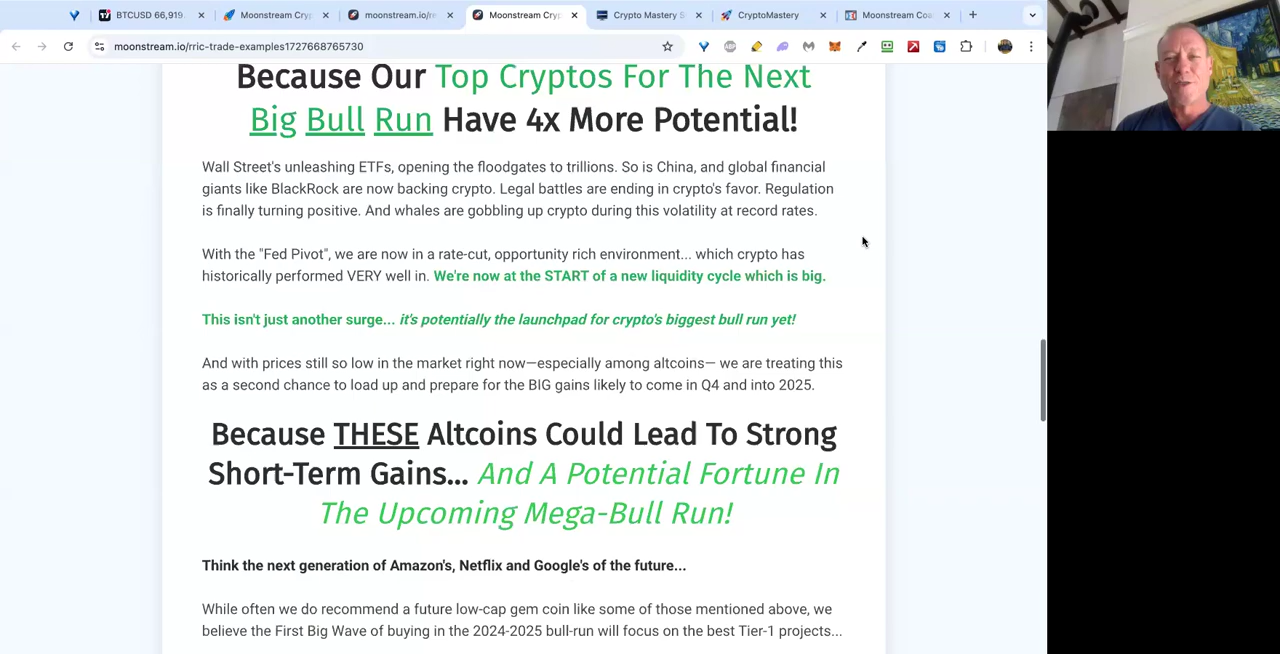 BTCUSD 66,919
Moonstream Cryp
moonstream.io/re
Moonstream Cryp
Crypto Mastery S
CryptoMastery
Moonstream Coa
moonstream.io/rric-trade-examples1727668765730
Because Our Top Cryptos For The Next
Big Bull Run Have 4x More Potential!
Wall Street's unleashing ETFs, opening the floodgates to trillions. So is China, and global financial
giants like BlackRock are now backing crypto. Legal battles are ending in crypto's favor. Regulation
is finally turning positive. And whales are gobbling up crypto during this volatility at record rates.
With the "Fed Pivot", we are now in a rate-cut, opportunity rich environment... which crypto has
historically performed VERY well in. We're now at the START of a new liquidity cycle which is big.
This isn't just another surge... it's potentially the launchpad for crypto's biggest bull run yet!
And with prices still so low in the market right now—especially among altcoins— we are treating this
as a second chance to load up and prepare for the BIG gains likely to come in Q4 and into 2025.
Because THESE Altcoins Could Lead To Strong
Short-Term Gains... And A Potential Fortune In
The Upcoming Mega-Bull Run!
Think the next generation of Amazon's, Netflix and Google's of the future...
While often we do recommend a future low-cap gem coin like some of those mentioned above, we
believe the First Big Wave of buying in the 2024-2025 bull-run will focus on the best Tier-1 projects...